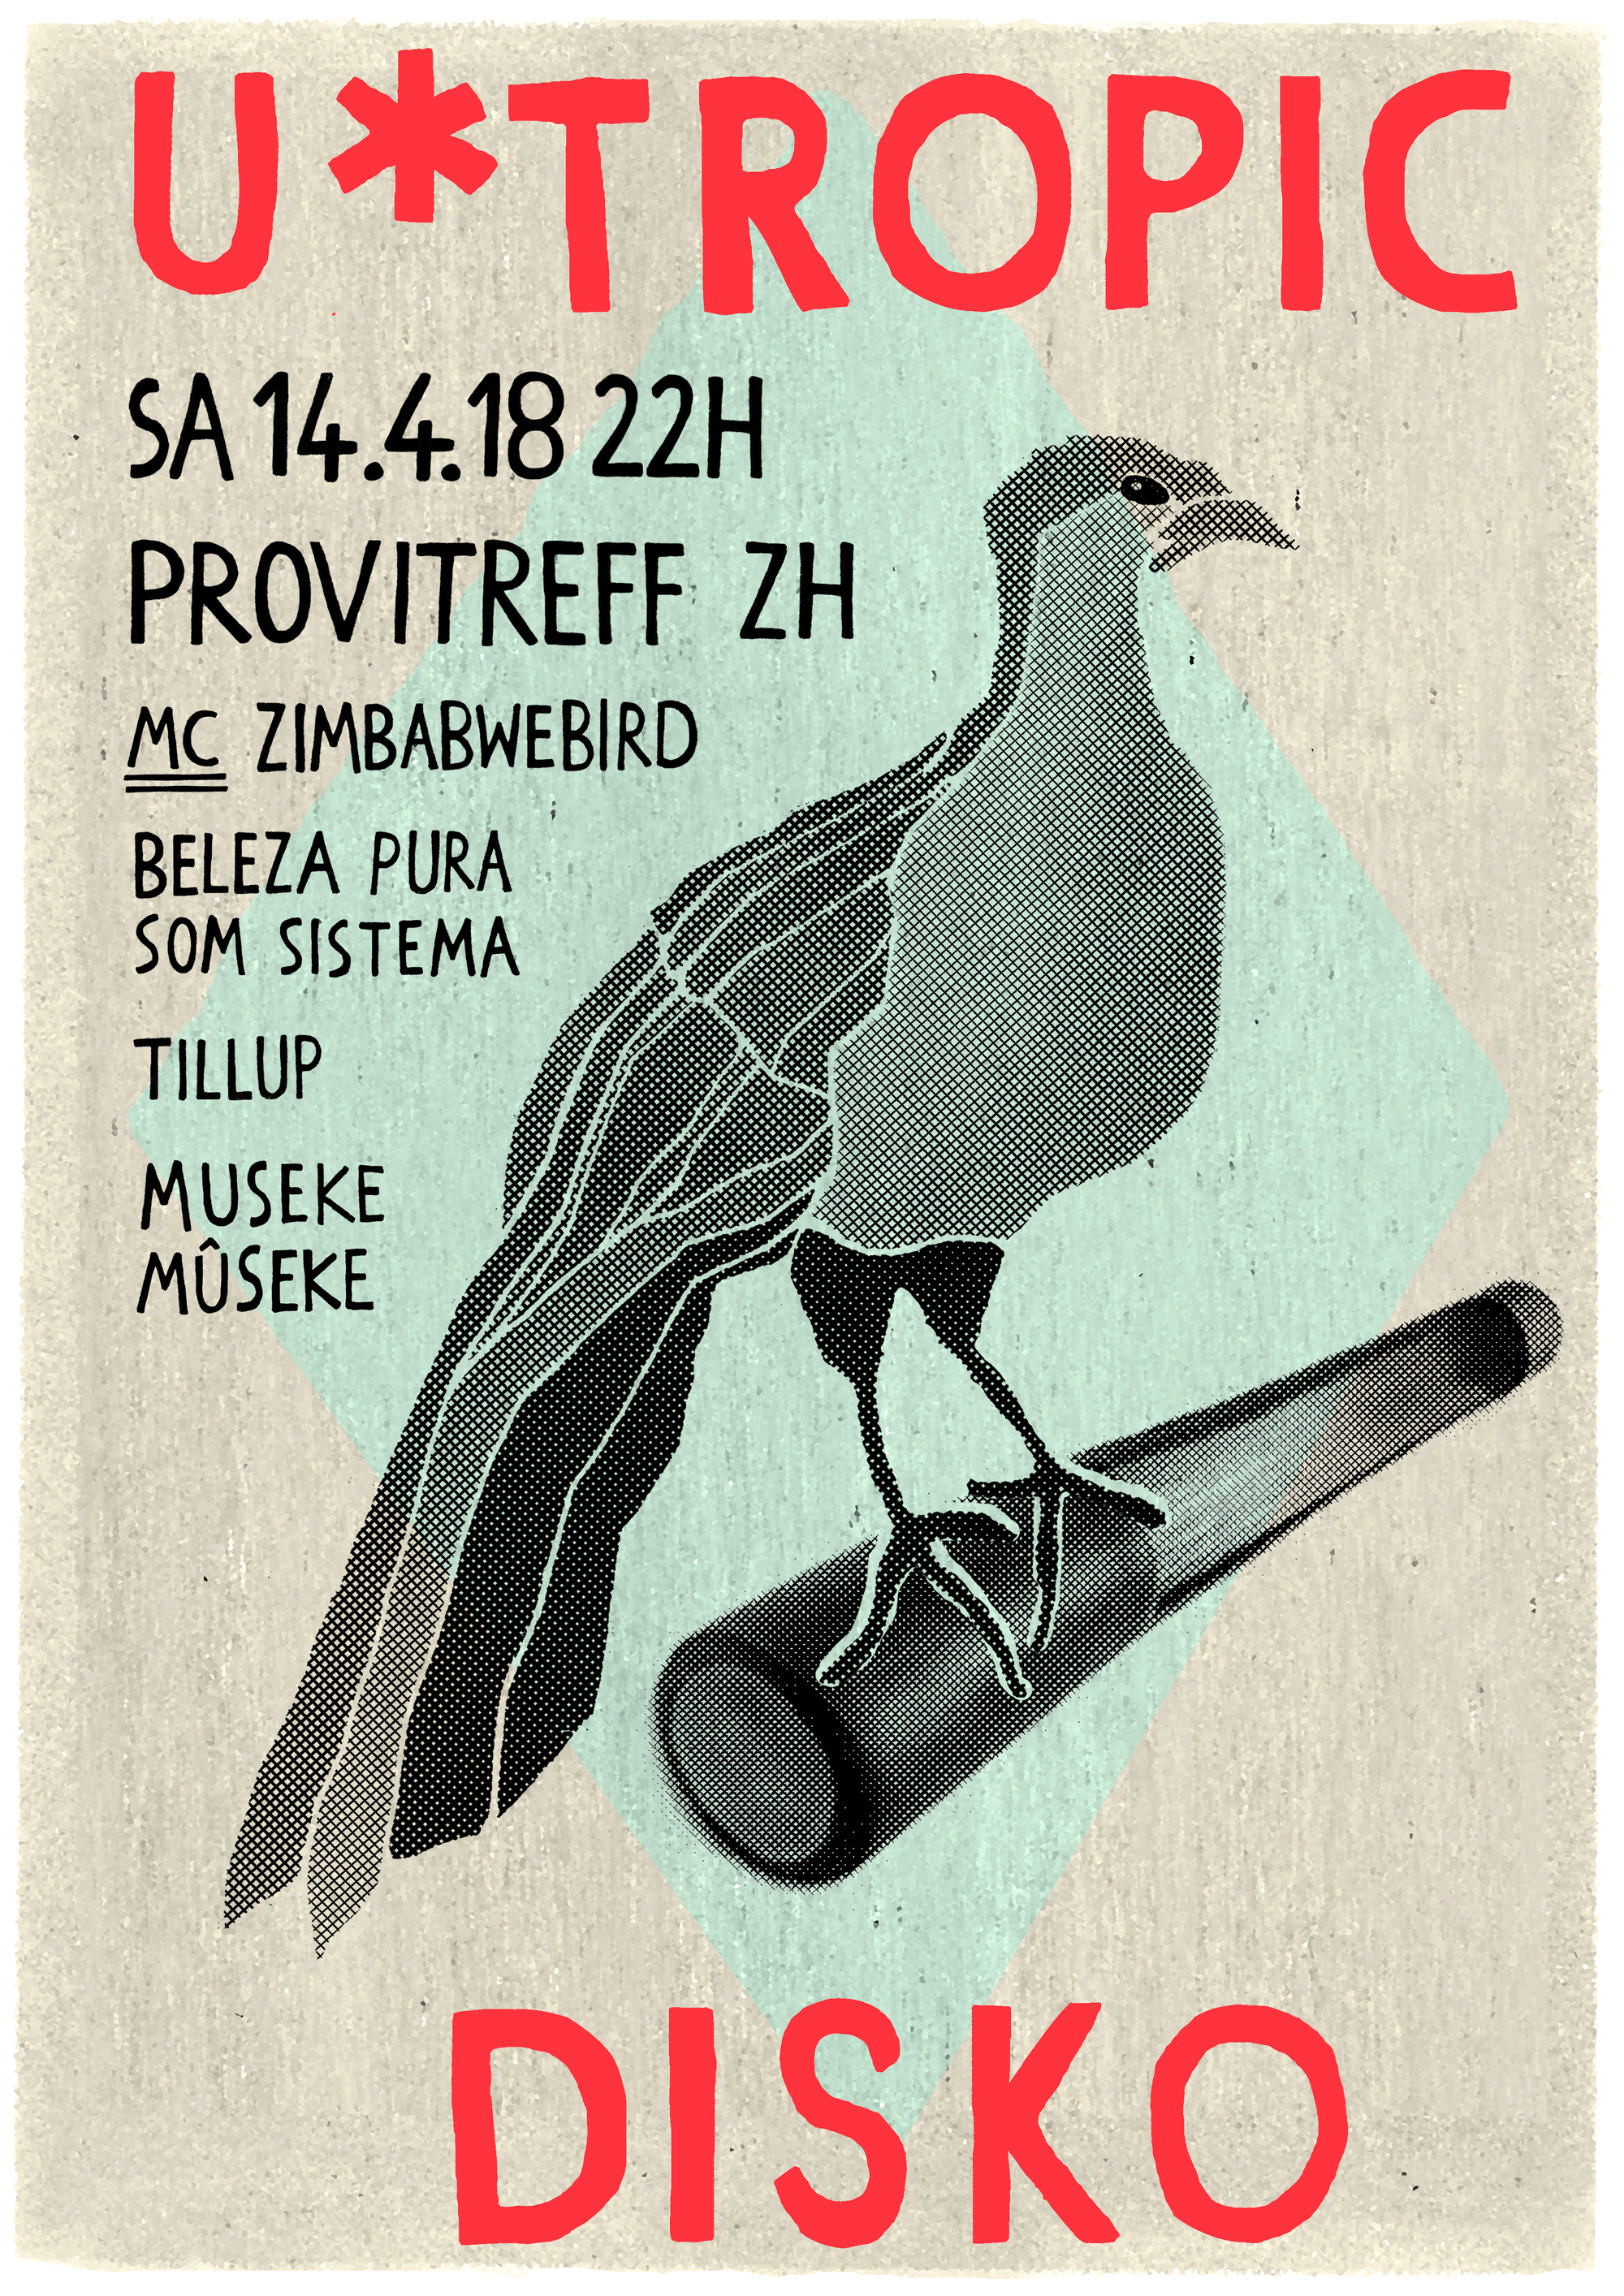 U*TROPIC
SA 14.4.18 22H
PROVITREFF ZH
MC ZIMBABWEBIRD
BELEZA PURA
SOM SISTEMA
TILLUP
MUSEKE
MÛSEKE
DISKO